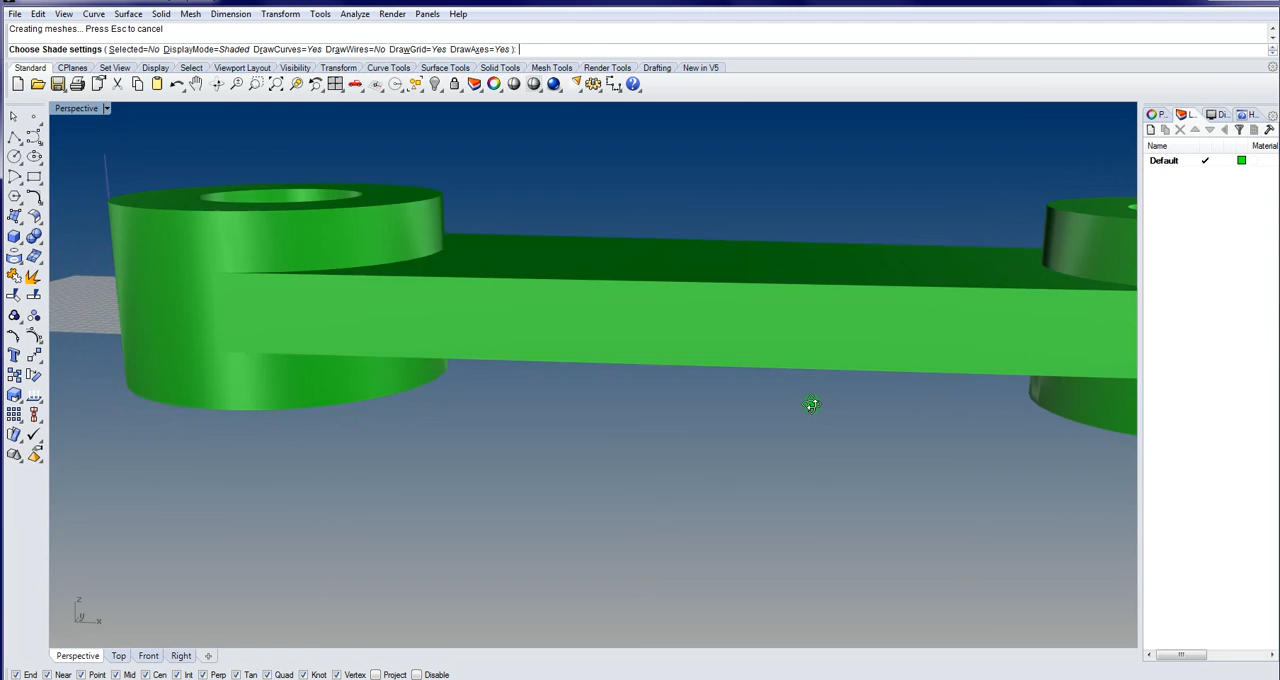 File Edit View Curve Surface Solid Mesh Dimension Transform Tools Analyze Render Panels Help
Creating meshes... Press Esc to cancel
Choose Shade settings ( Selected=No DisplayMode=Shaded DrawCurves=Yes DrawWires=No DrawGrid=Yes DrawAxes=Yes ):
Standard CPlanes Set View Display Select Viewport Layout Visibility Transform Curve Tools Surface Tools Solid Tools Mesh Tools Render Tools Drafting New in V5
Perspective
P.. L.. Di.. H..
Name Material
Default
z
y x
Perspective Top Front Right
End Near Point Mid Cen Int Perp Tan Quad Knot Vertex Project Disable